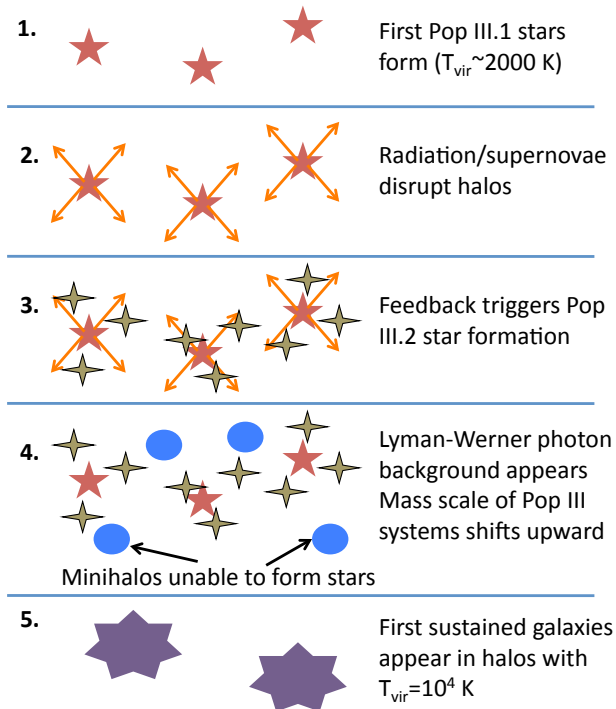 1.
First Pop III.1 stars
form (Tvir~2000 K)
2.
Radiation/supernovae
disrupt halos
3.
Feedback triggers Pop
III.2 star formation
4.
Lyman-Werner photon
background appears
Mass scale of Pop III
systems shifts upward
Minihalos unable to form stars
5.
First sustained galaxies
appear in halos with
Tvir=10⁴ K